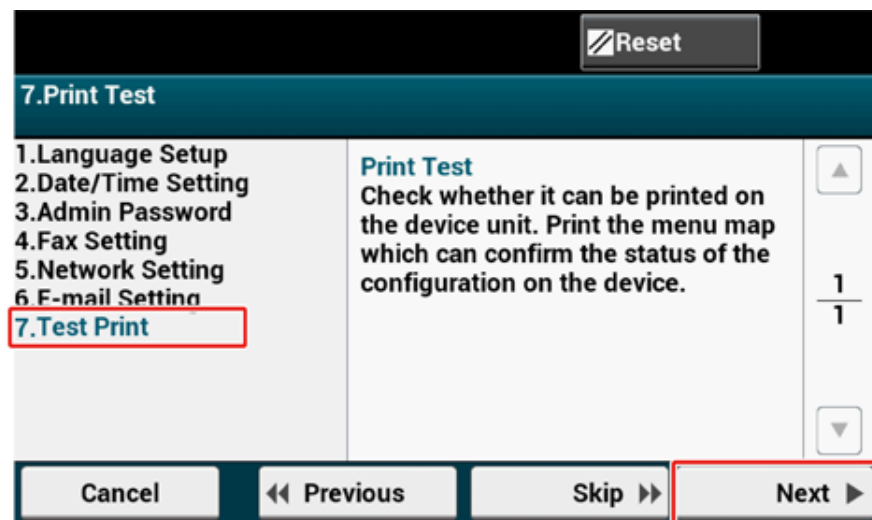 Reset
7.Print Test
1.Language Setup
2.Date/Time Setting
3.Admin Password
4.Fax Setting
5.Network Setting
6.E-mail Setting
7.Test Print
Print Test
Check whether it can be printed on
the device unit. Print the menu map
which can confirm the status of the
configuration on the device.
1
1
Cancel
Previous
Skip
Next